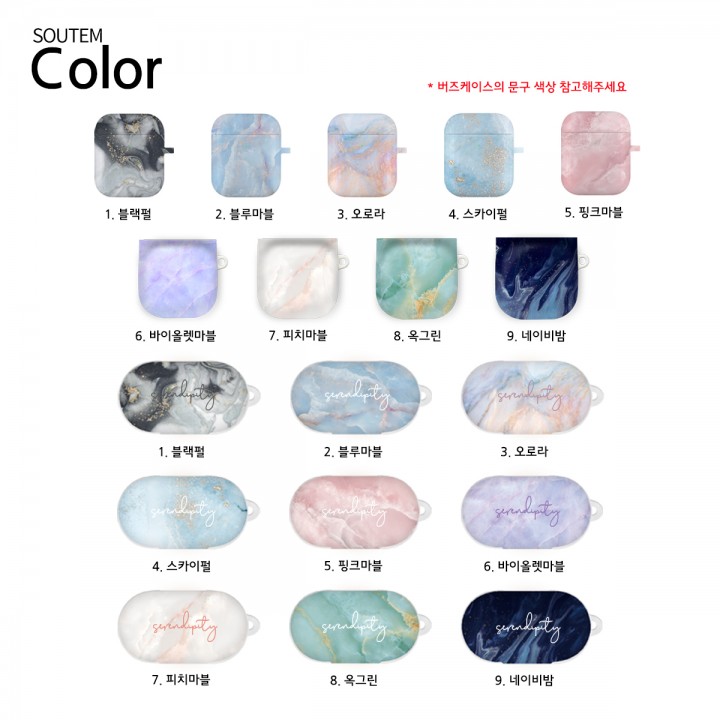 SOUTEM
Color
* 버즈케이스의 문구 색상 참고해주세요
1. 블랙펄
2. 블루마블
3. 오로라
4. 스카이펄
5. 핑크마블
6. 바이올렛마블
7. 피치마블
8. 옥그린
9. 네이비밤
serendipity
serendipity
serendipity
1. 블랙펄
2. 블루마블
3. 오로라
serendipity
serendipity
serendipity
4. 스카이펄
5. 핑크마블
6. 바이올렛마블
serendipity
serendipity
serendipity
7. 피치마블
8. 옥그린
9. 네이비밤